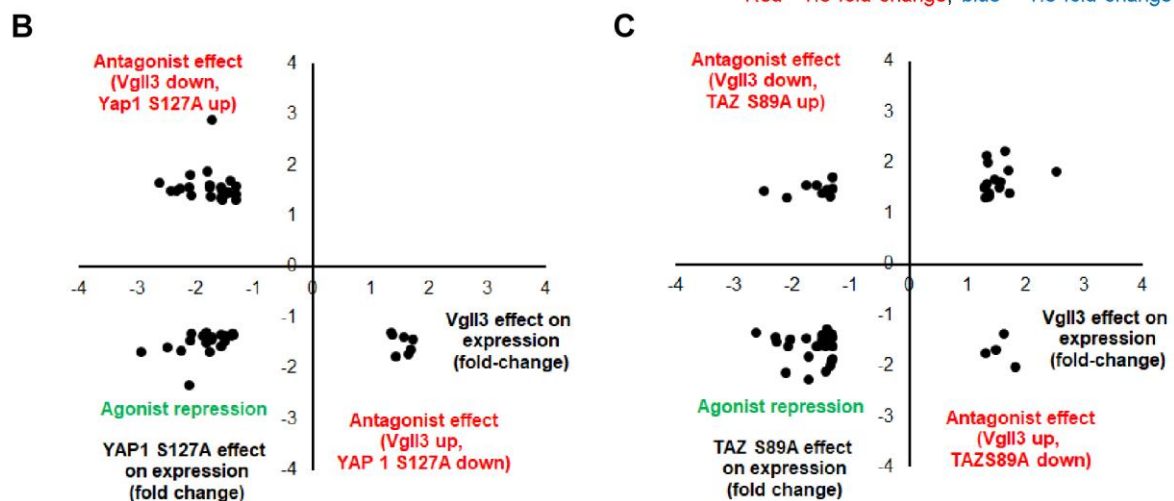 Red = 1.3 fold change, blue = -1.3 fold change
B
Antagonist effect
(Vgll3 down,
Yap1 S127A up)
4
3
2
1
0
-1
-2
-3
-4
-4 -3 -2 -1 0 1 2 3 4
Vgll3 effect on
expression
(fold-change)
Agonist repression
YAP1 S127A effect
on expression
(fold change)
Antagonist effect
(Vgll3 up,
YAP 1 S127A down)
C
Antagonist effect
(Vgll3 down,
TAZ S89A up)
4
3
2
1
0
-1
-2
-3
-4
-4 -3 -2 -1 0 1 2 3 4
Vgll3 effect on
expression
(fold-change)
Agonist repression
TAZ S89A effect
on expression
(fold change)
Antagonist effect
(Vgll3 up,
TAZS89A down)